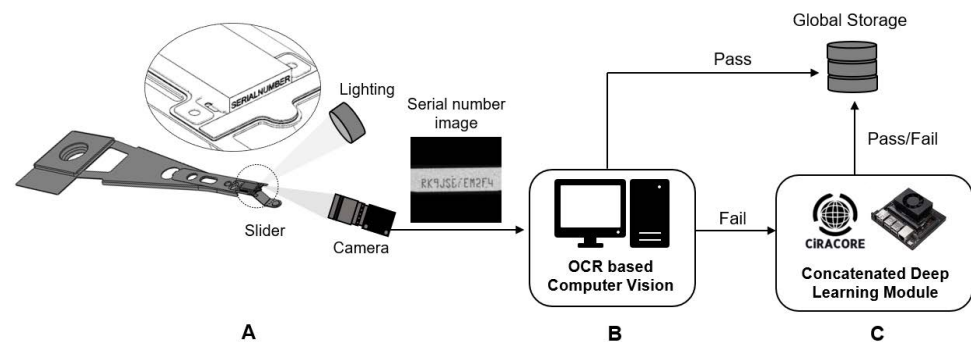 Global Storage
Pass
SERIALNUMBER
Lighting
Serial number
image
RK9JSG/EM2F4
Pass/Fail
Slider
Camera
Fail
CiRACORE
OCR based
Computer Vision
Concatenated Deep
Learning Module
A
B
C